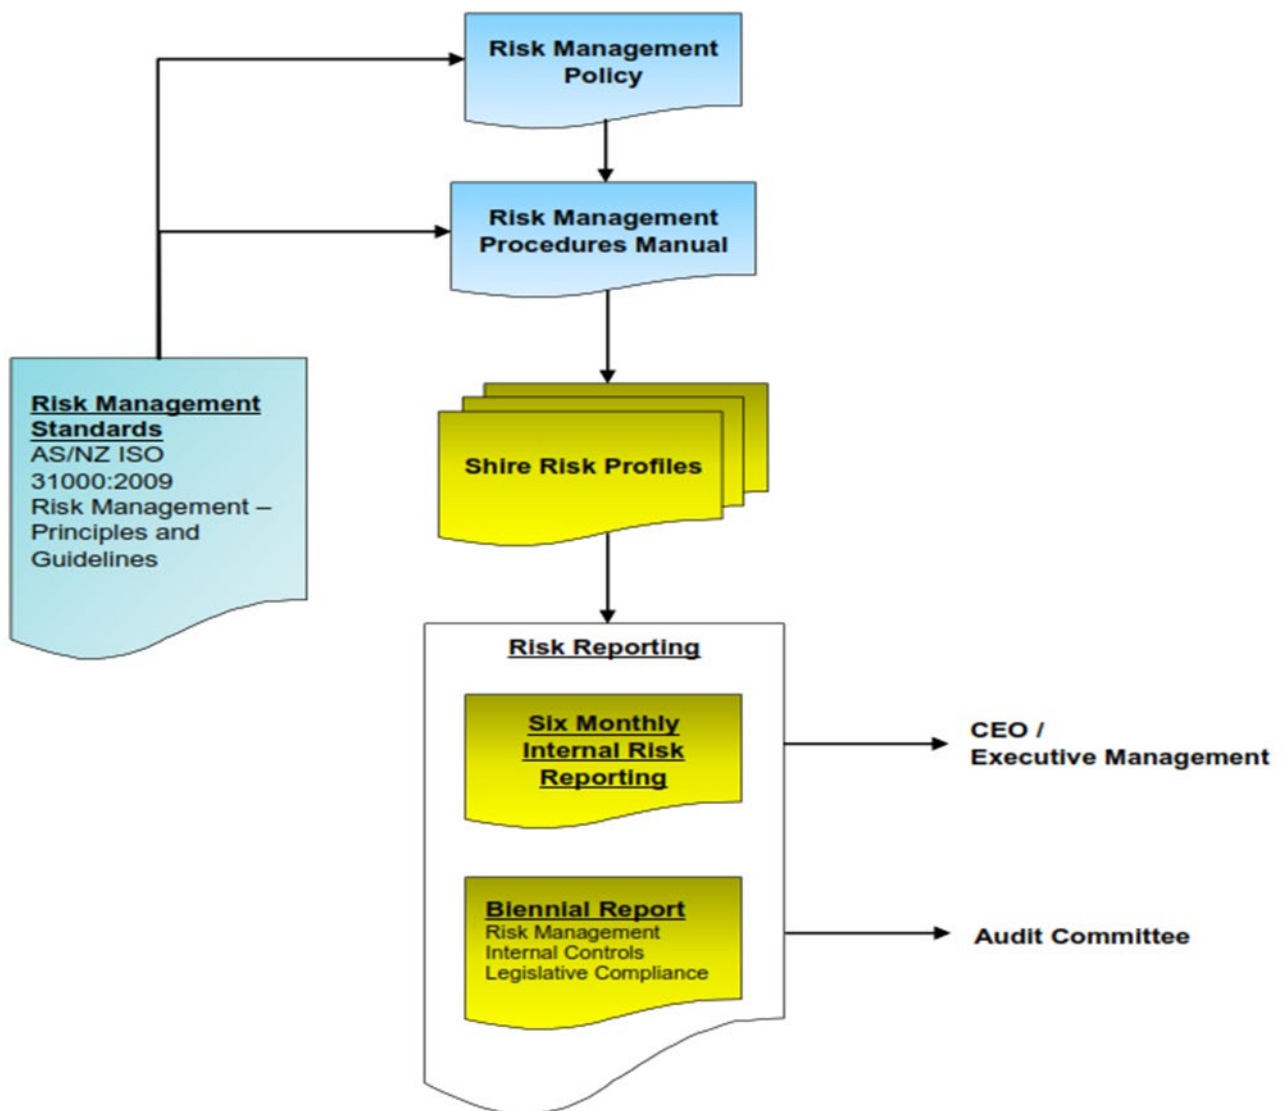 Risk Management
Policy
Risk Management
Procedures Manual
Risk Management
Standards
AS/NZ ISO
31000:2009
Risk Management –
Principles and
Guidelines
Shire Risk Profiles
Risk Reporting
Six Monthly
Internal Risk
Reporting
CEO /
Executive Management
Biennial Report
Risk Management
Internal Controls
Legislative Compliance
Audit Committee